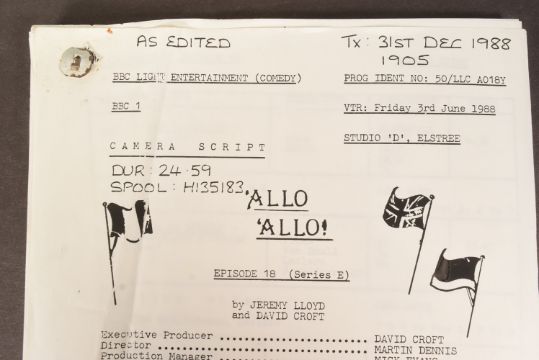 AS EDITED
Tx: 31ST DEC 1988
1905
BBC LIGHT ENTERTAINMENT (COMEDY)
PROG IDENT NO: 50/LLC A018Y
BBC 1
VTR: Friday 3rd June 1988
STUDIO 'D', ELSTREE
CAMERA SCRIPT
DUR: 24·59
SPOOL: H135183
'ALLO
'ALLO!
EPISODE 18 (Series E)
by JEREMY LLOYD
and DAVID CROFT
Executive Producer ........................ DAVID CROFT
Director .................................. MARTIN DENNIS
Production Manager ........................ MICK EVANS